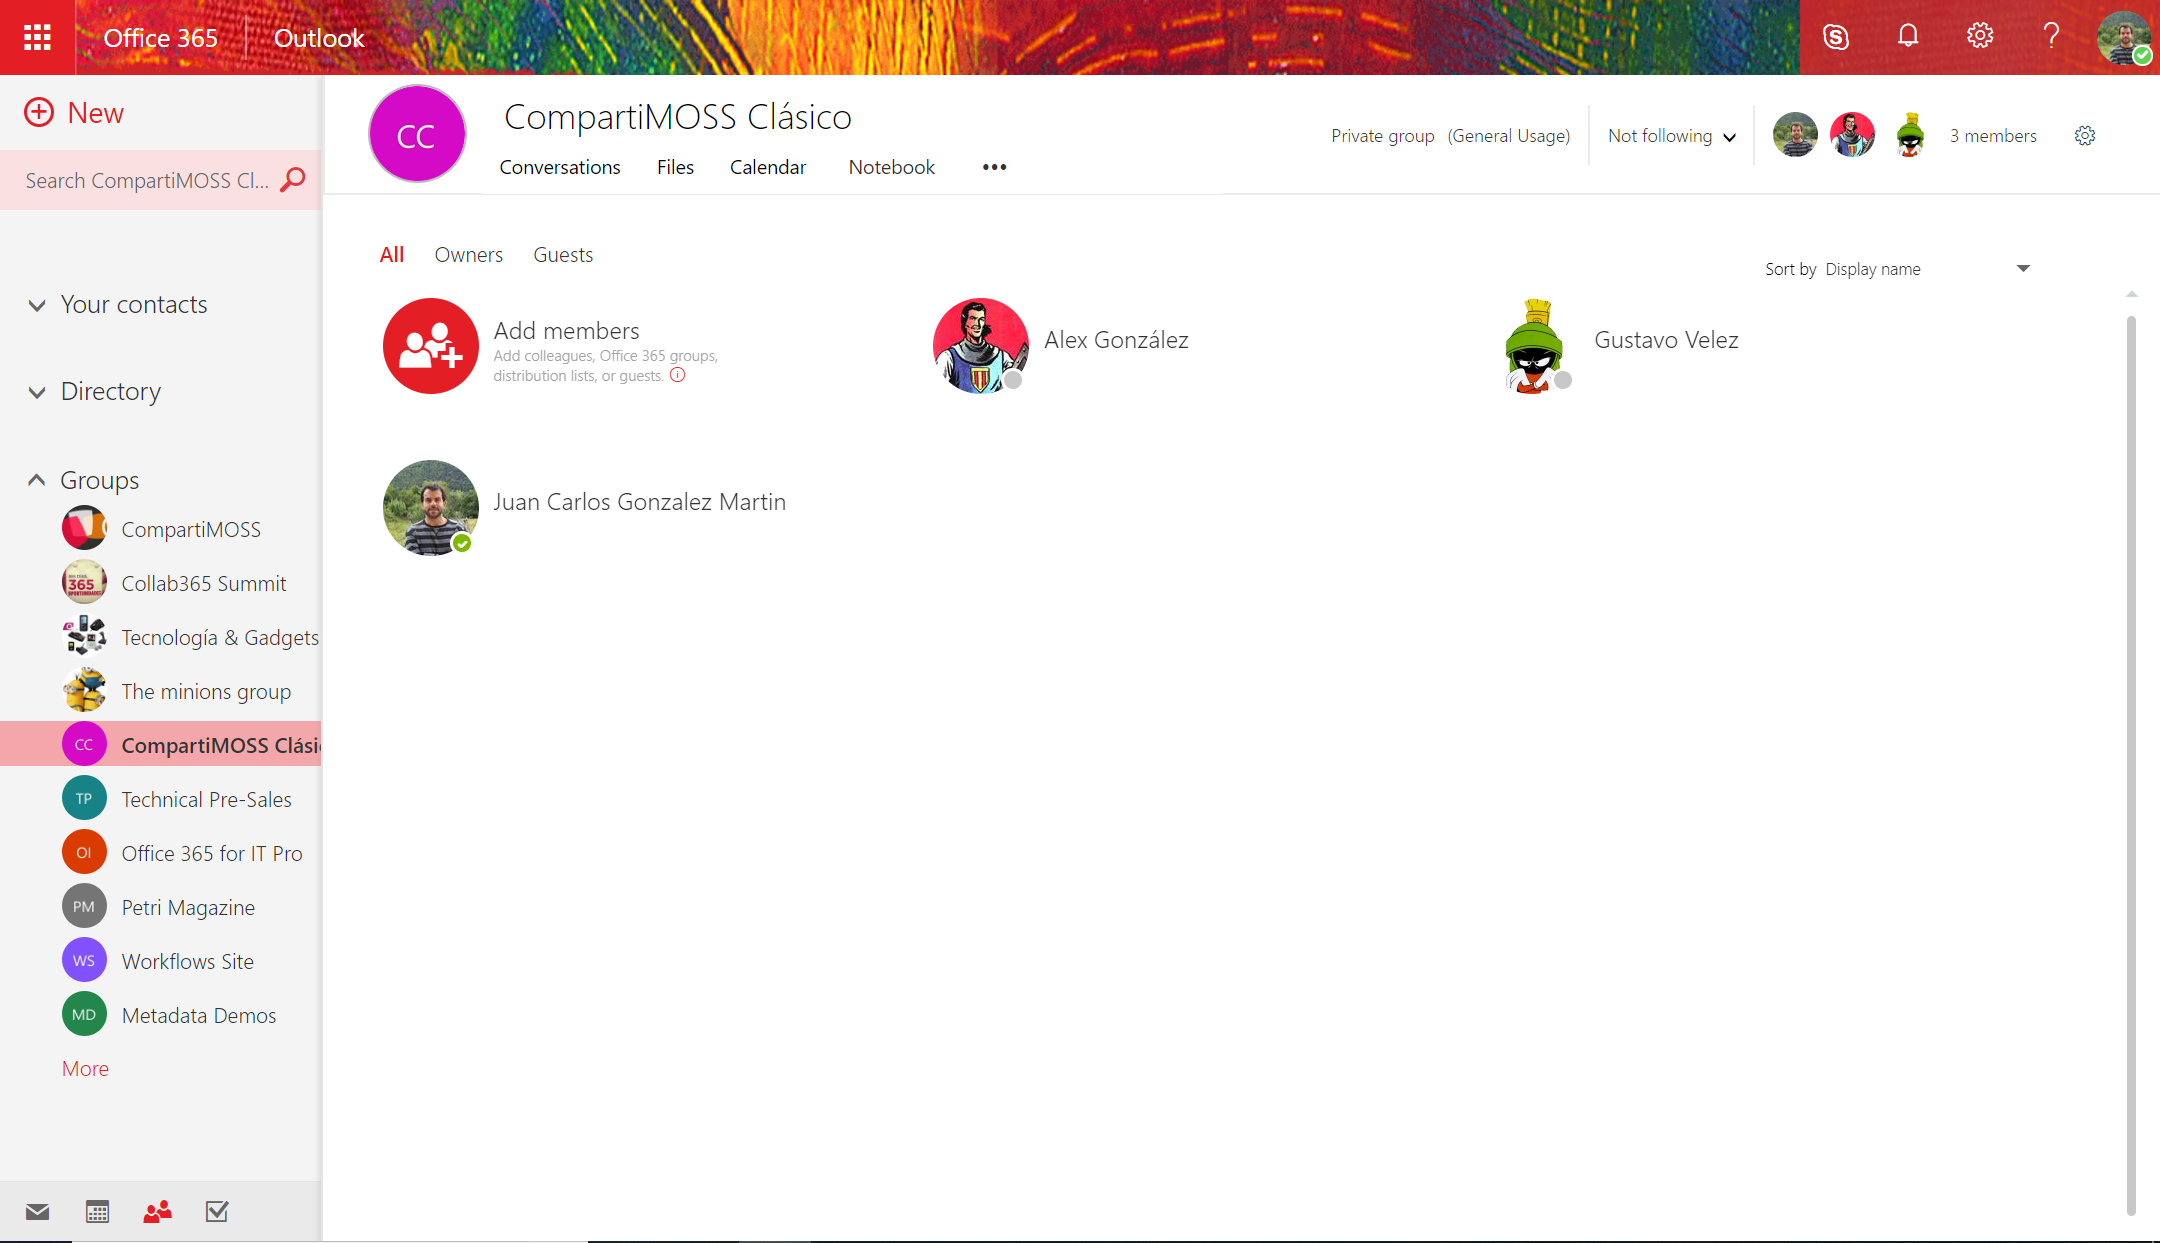 Office 365
Outlook
New
Search CompartiMOSS Cl...
Your contacts
Directory
Groups
CompartiMOSS
365
Collab365 Summit
Tecnología & Gadgets
The minions group
CC
CompartiMOSS Clási
TP
Technical Pre-Sales
OI
Office 365 for IT Pro
PM
Petri Magazine
WS
Workflows Site
MD
Metadata Demos
More
CC
CompartiMOSS Clásico
Conversations Files Calendar Notebook •••
Private group (General Usage)
Not following
3 members
All Owners Guests
Sort by Display name
Add members
Add colleagues, Office 365 groups,
distribution lists, or guests.
Alex González
Gustavo Velez
Juan Carlos Gonzalez Martin